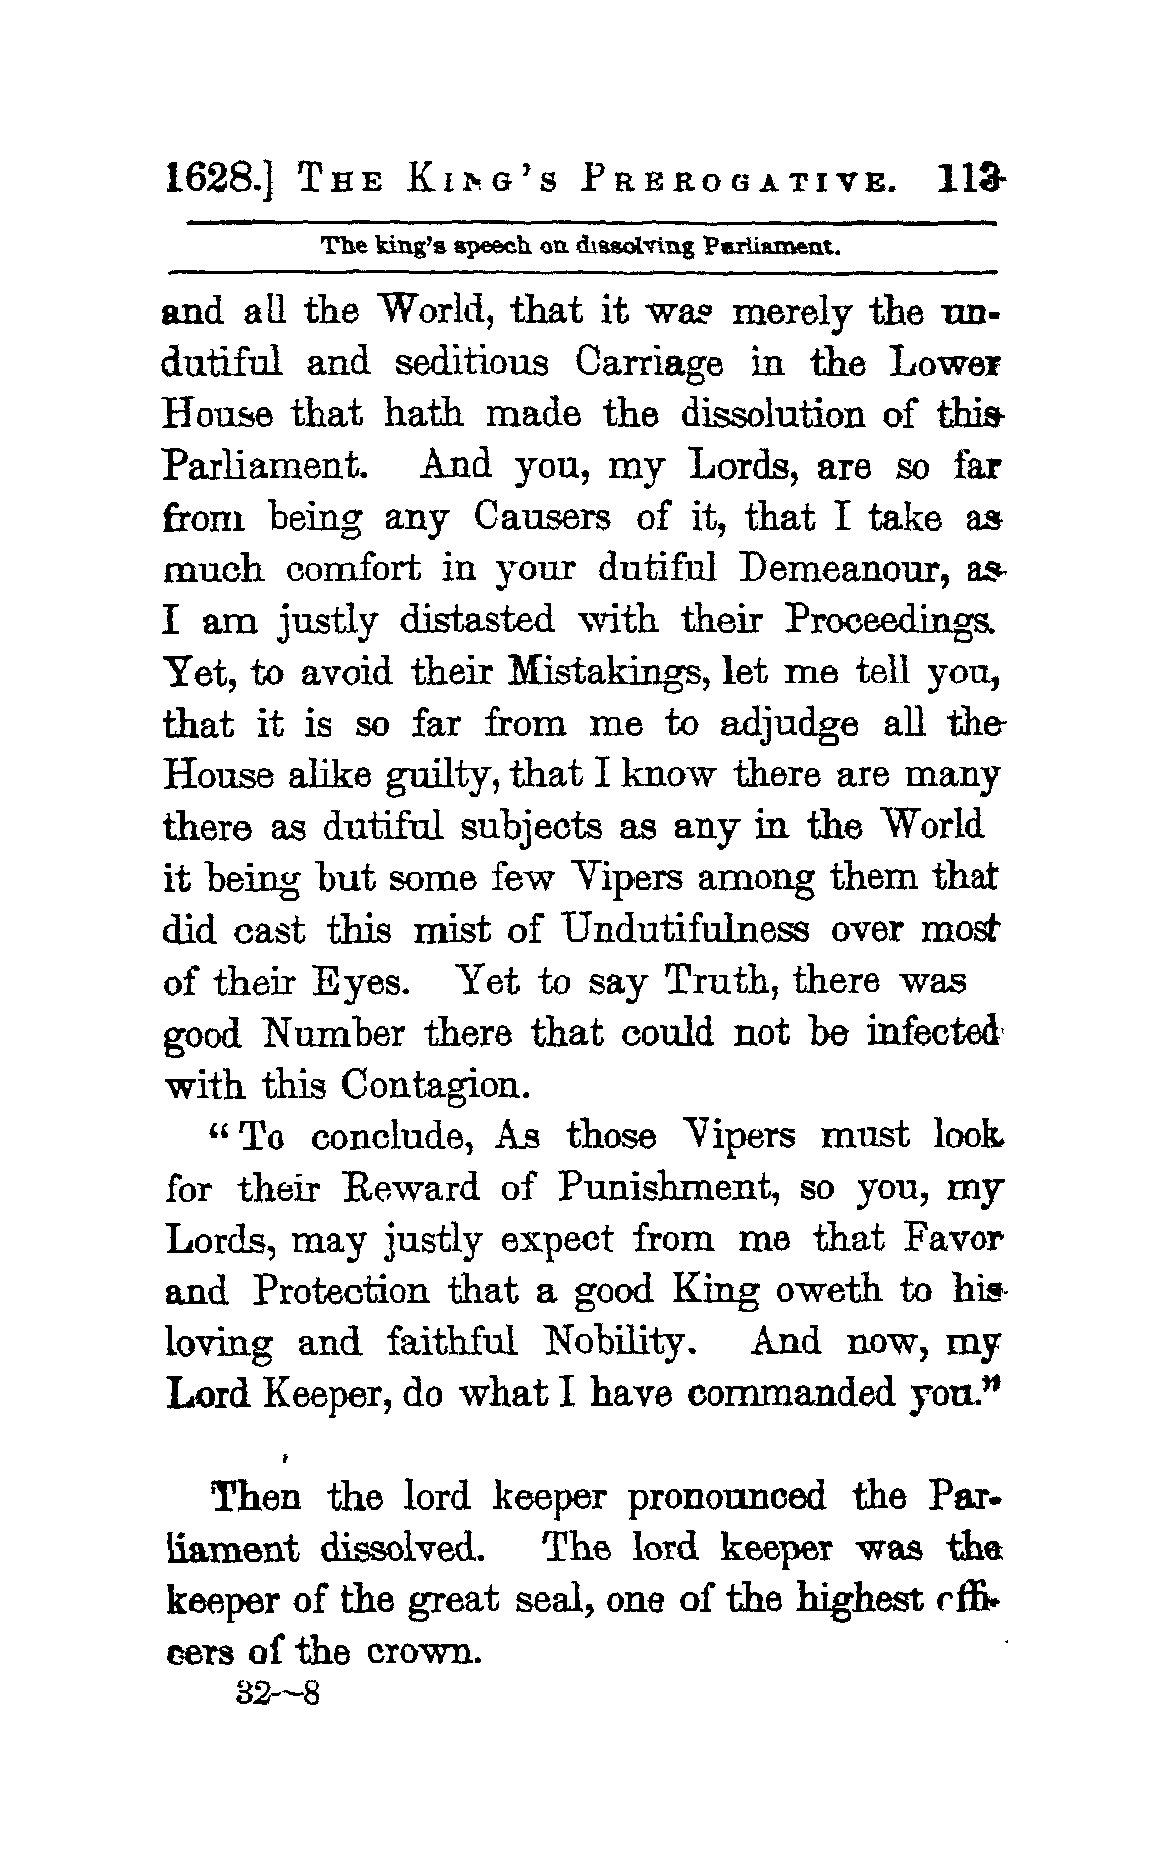 1628.] THE KING'S PREROGATIVE. 113
The king's speech on dissolving Parliament.
and all the World, that it was merely the un-
dutiful and seditious Carriage in the Lower
House that hath made the dissolution of this
Parliament. And you, my Lords, are so far
from being any Causers of it, that I take as
much comfort in your dutiful Demeanour, as
I am justly distasted with their Proceedings.
Yet, to avoid their Mistakings, let me tell you,
that it is so far from me to adjudge all the
House alike guilty, that I know there are many
there as dutiful subjects as any in the World
it being but some few Vipers among them that
did cast this mist of Undutifulness over most
of their Eyes. Yet to say Truth, there was
good Number there that could not be infected
with this Contagion.
"To conclude, As those Vipers must look
for their Reward of Punishment, so you, my
Lords, may justly expect from me that Favor
and Protection that a good King oweth to his
loving and faithful Nobility. And now, my
Lord Keeper, do what I have commanded you."
Then the lord keeper pronounced the Par-
liament dissolved. The lord keeper was the
keeper of the great seal, one of the highest offi-
cers of the crown.
32--8